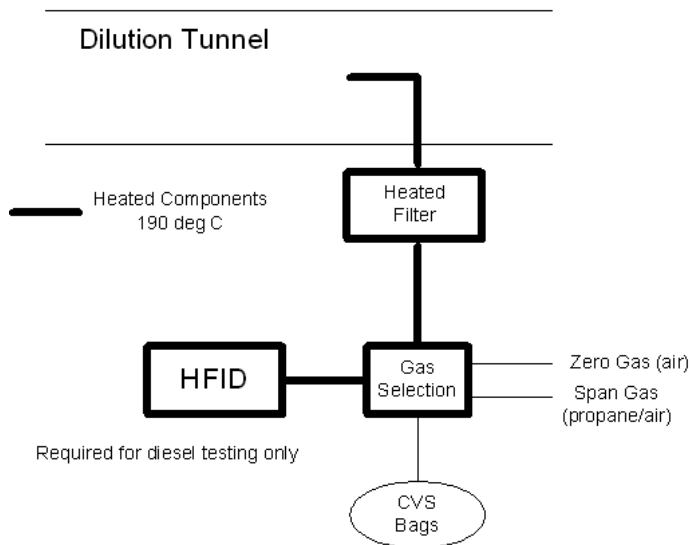 Dilution Tunnel
Heated Components
190 deg C
Heated
Filter
HFID
Gas
Selection
Zero Gas (air)
Span Gas
(propane/air)
Required for diesel testing only
CVS
Bags